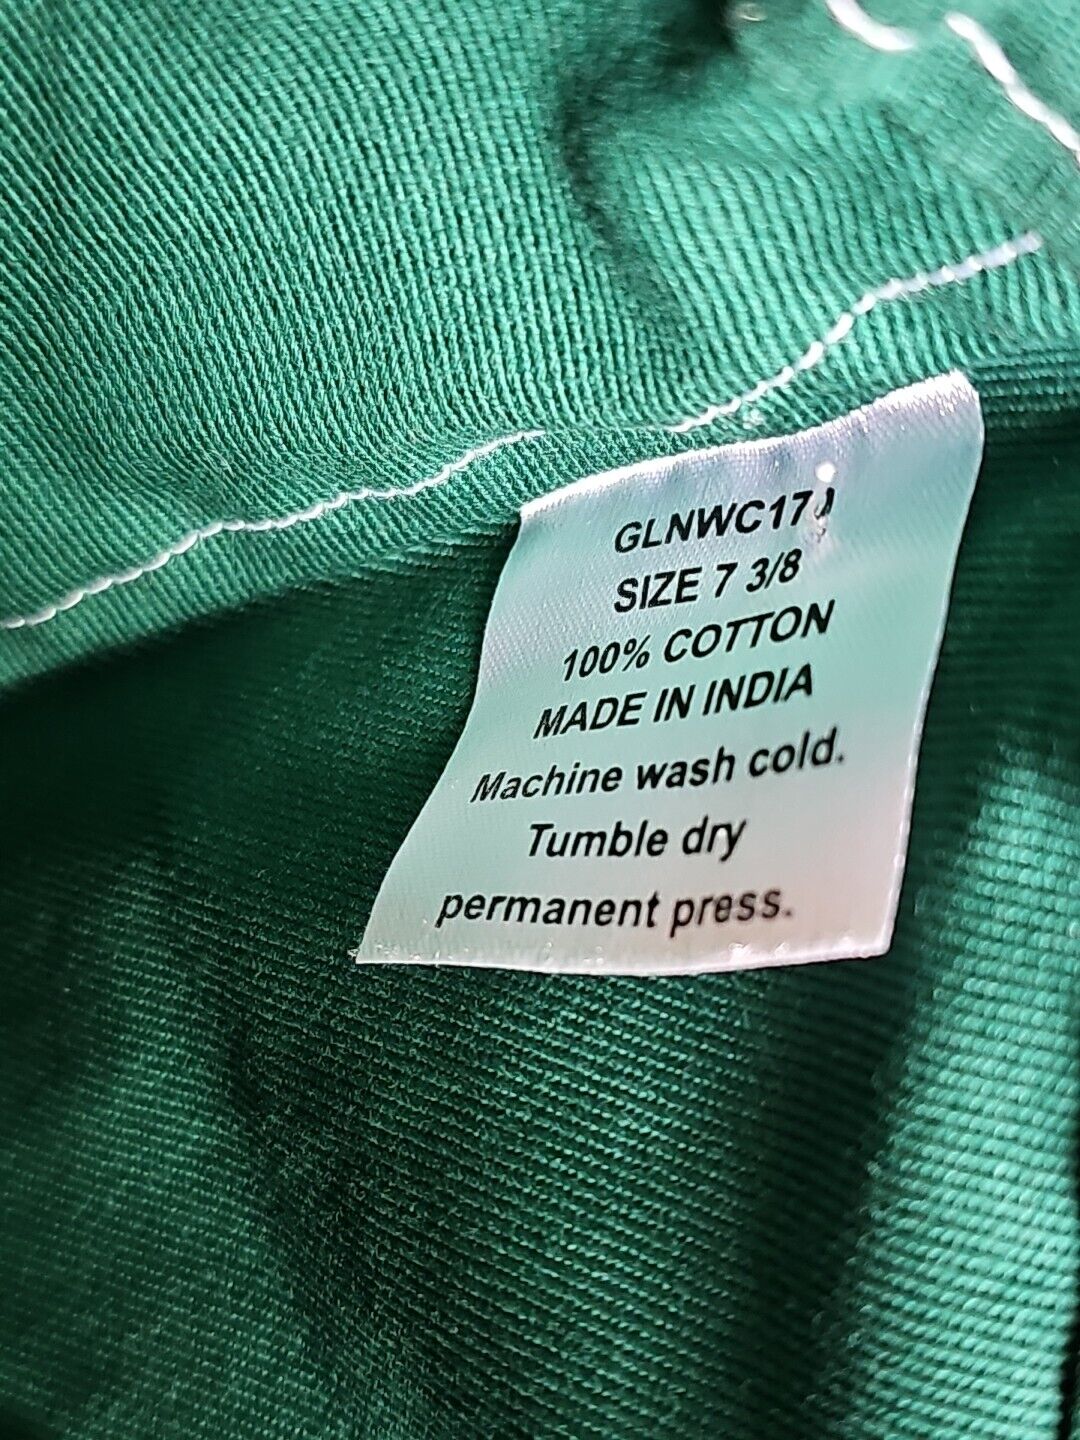 SIZE 7 3/8
100% COTTON
MADE IN INDIA
Machine wash cold.
Tumble dry
permanent press.